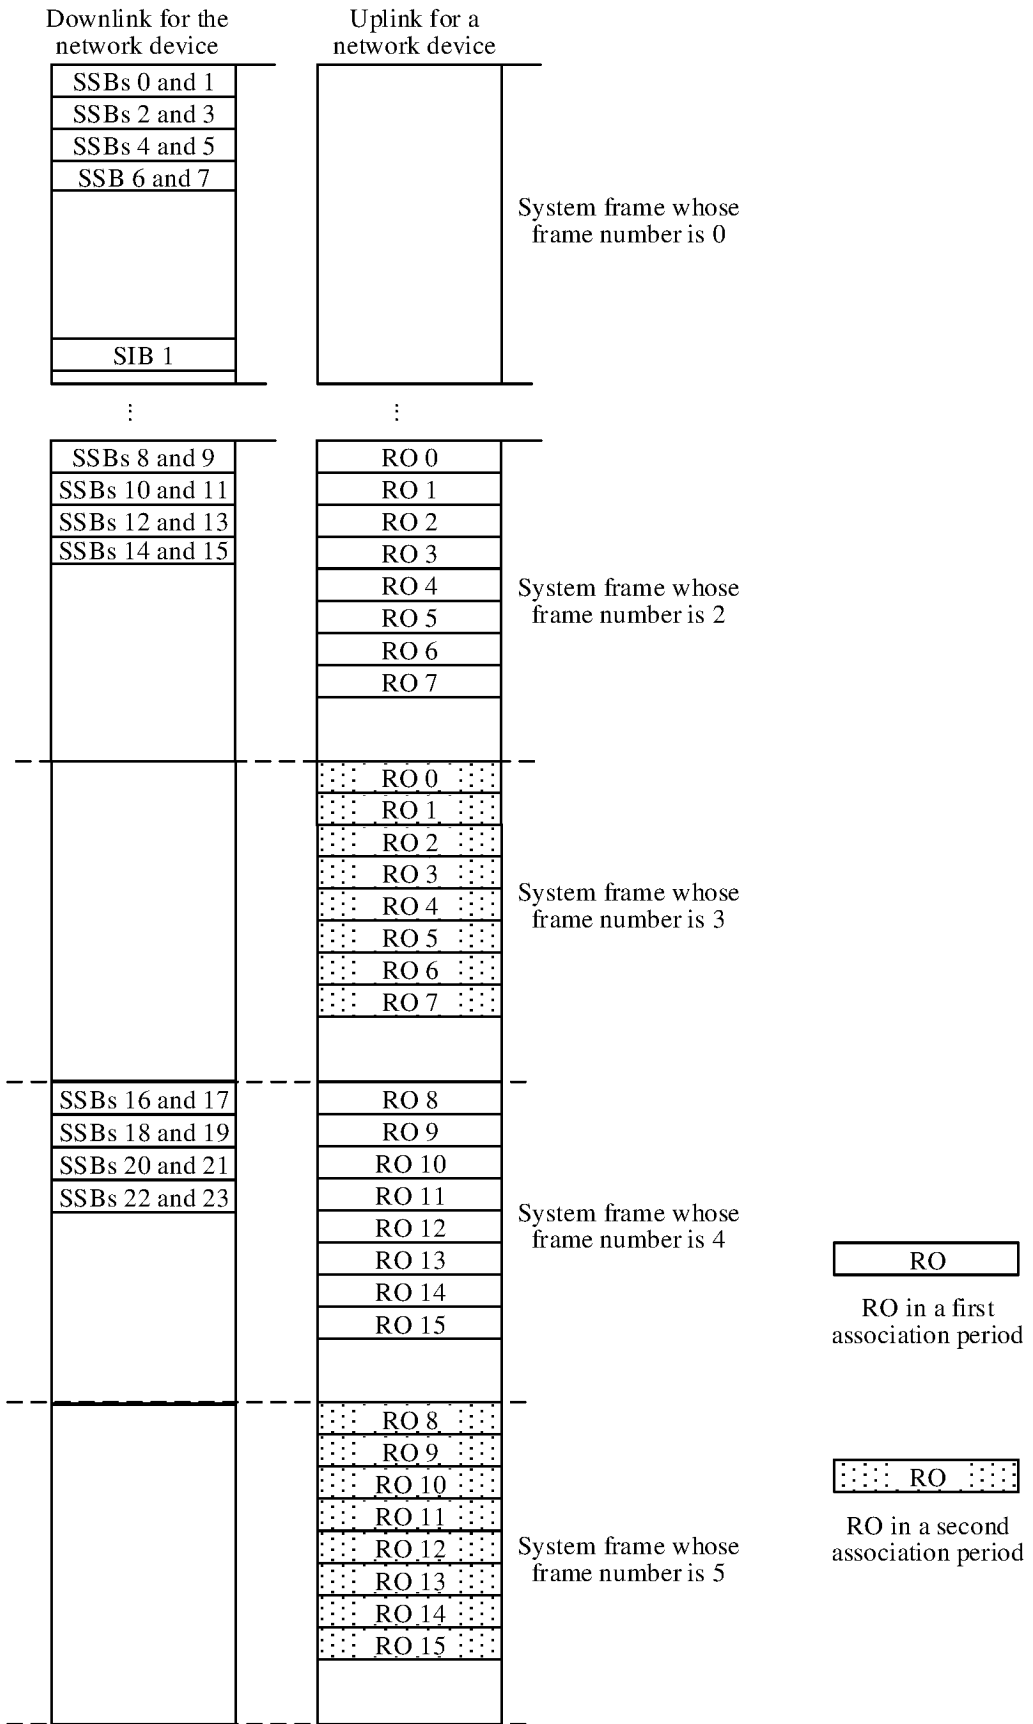 Downlink for the
network device
Uplink for a
network device
SSBs 0 and 1
SSBs 2 and 3
SSBs 4 and 5
SSB 6 and 7
SIB 1
System frame whose
frame number is 0
⋮
⋮
SSBs 8 and 9
SSBs 10 and 11
SSBs 12 and 13
SSBs 14 and 15
RO 0
RO 1
RO 2
RO 3
RO 4
RO 5
RO 6
RO 7
System frame whose
frame number is 2
RO 0
RO 1
RO 2
RO 3
RO 4
RO 5
RO 6
RO 7
System frame whose
frame number is 3
SSBs 16 and 17
SSBs 18 and 19
SSBs 20 and 21
SSBs 22 and 23
RO 8
RO 9
RO 10
RO 11
RO 12
RO 13
RO 14
RO 15
System frame whose
frame number is 4
RO 8
RO 9
RO 10
RO 11
RO 12
RO 13
RO 14
RO 15
System frame whose
frame number is 5
RO
RO in a first
association period
RO
RO in a second
association period